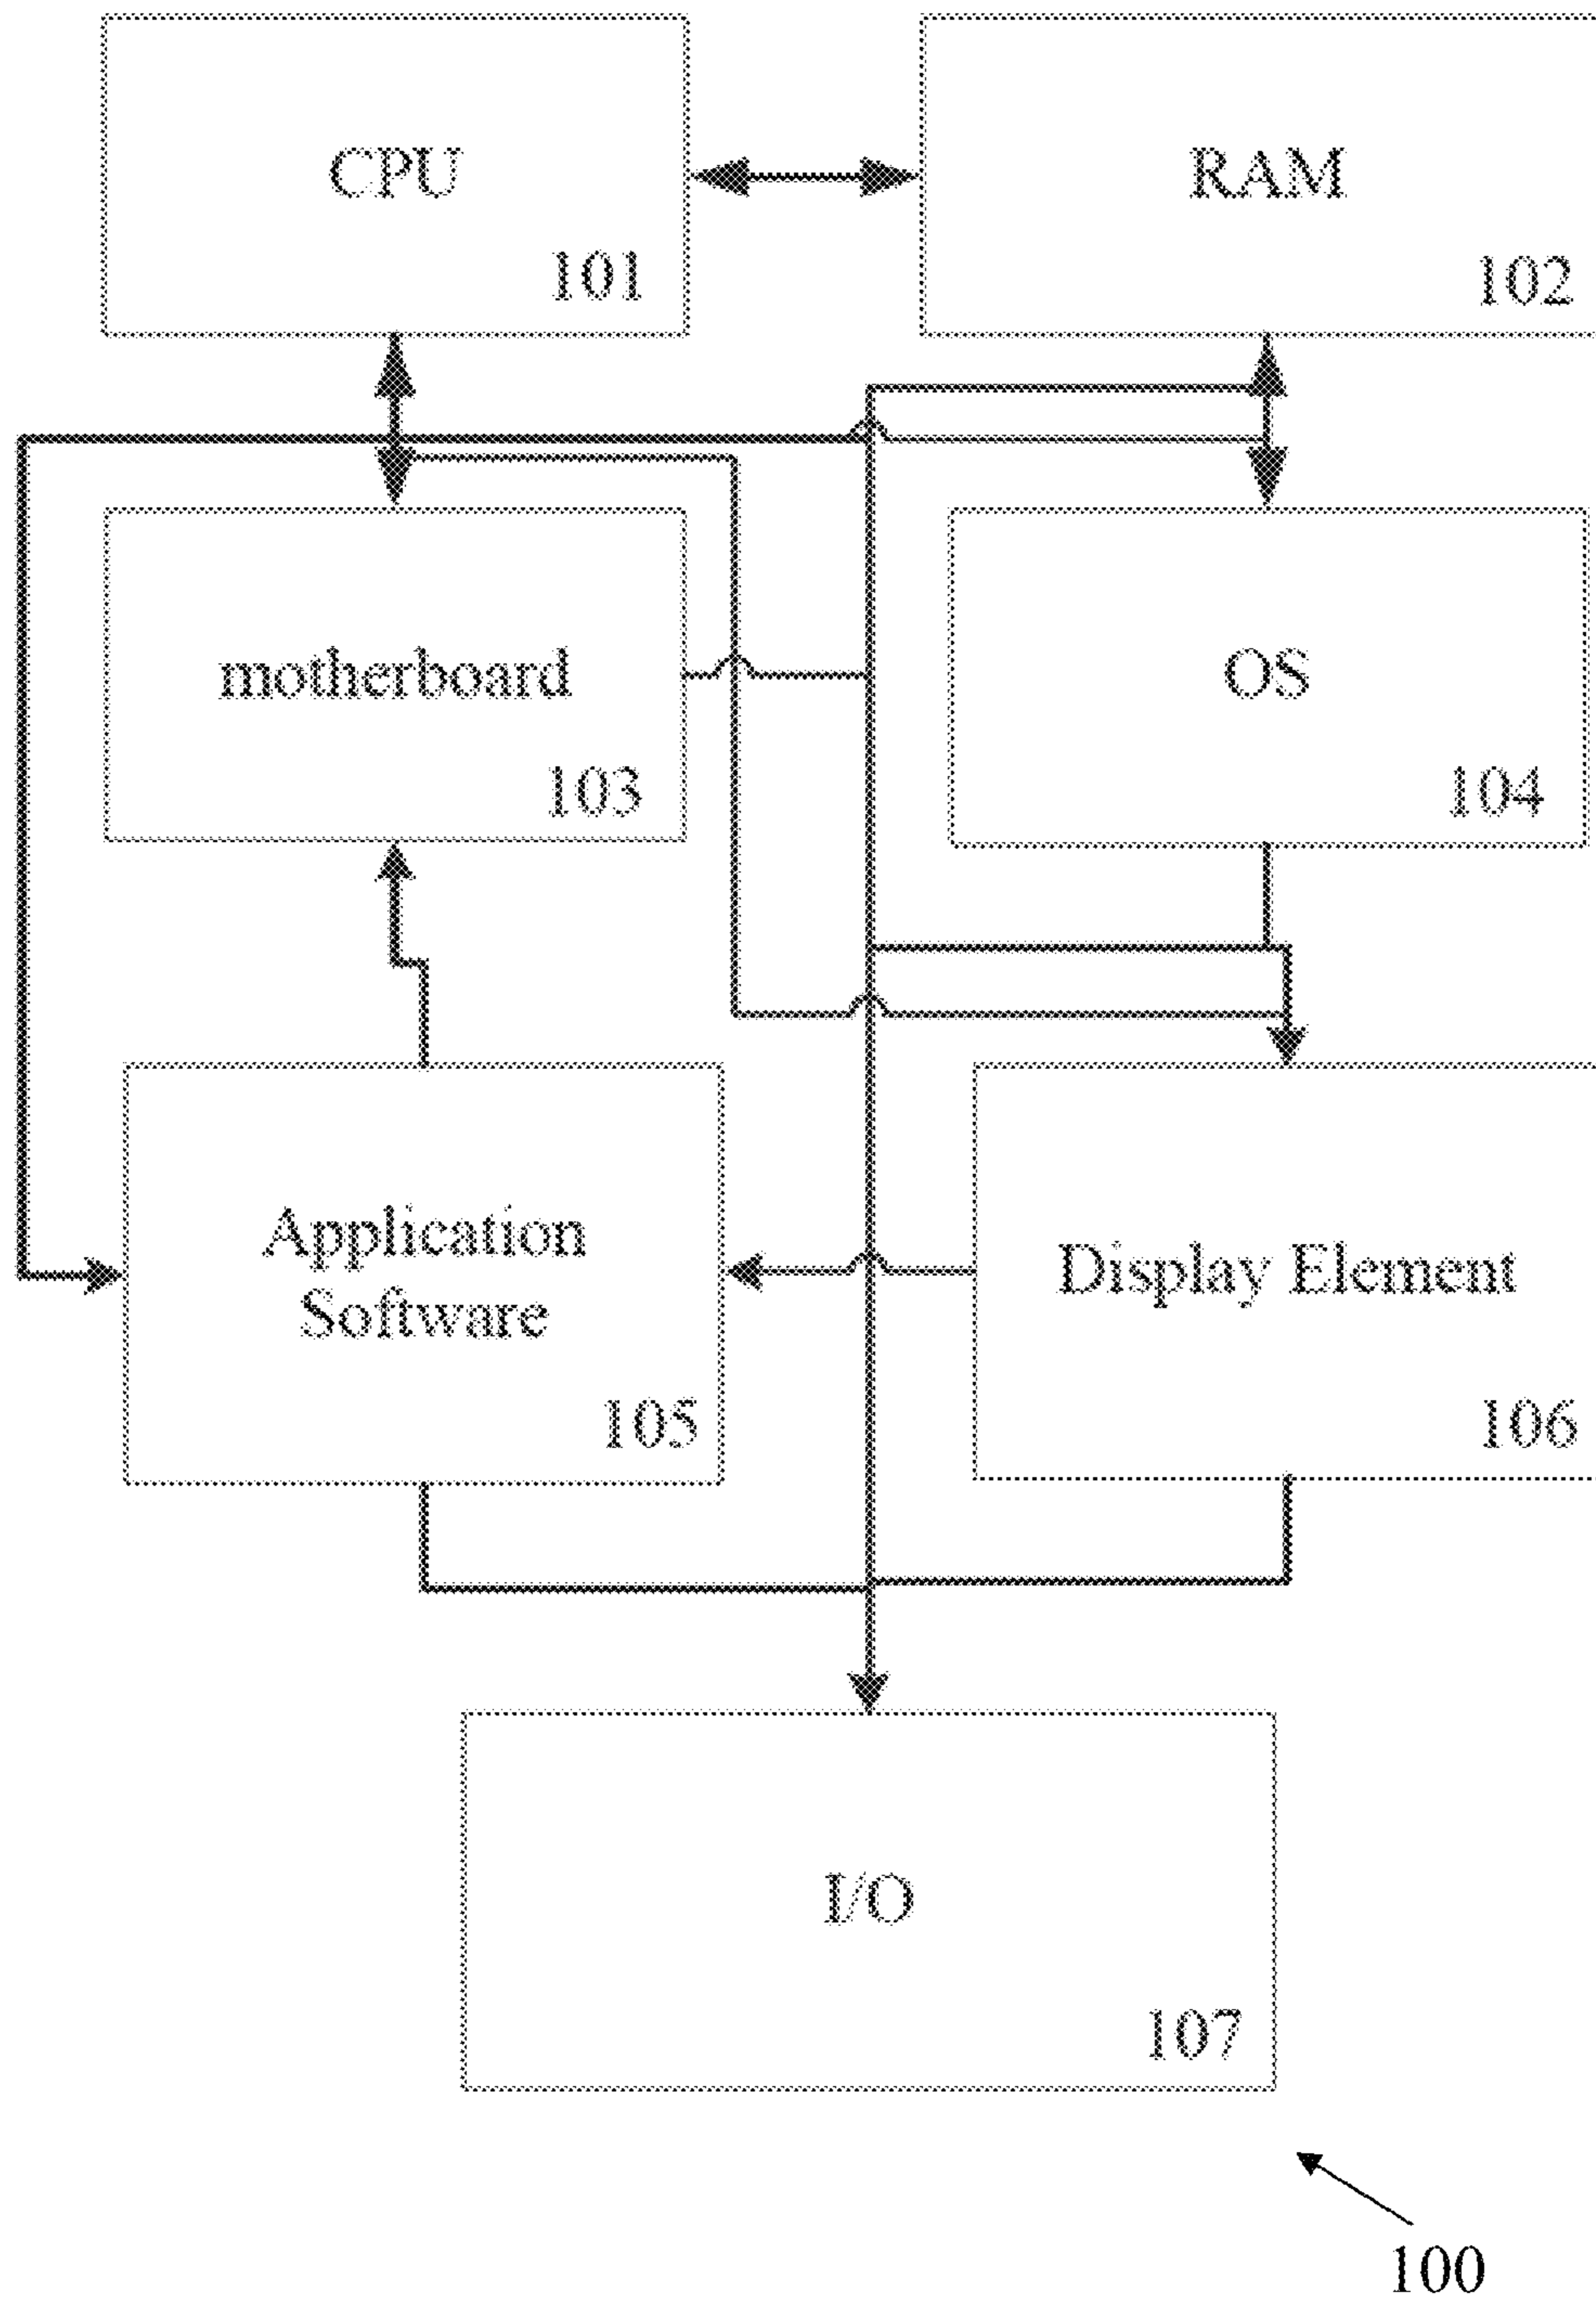 CPU
101
RAM
102
motherboard
103
OS
104
Application
Software
105
Display Element
106
I/O
107
100